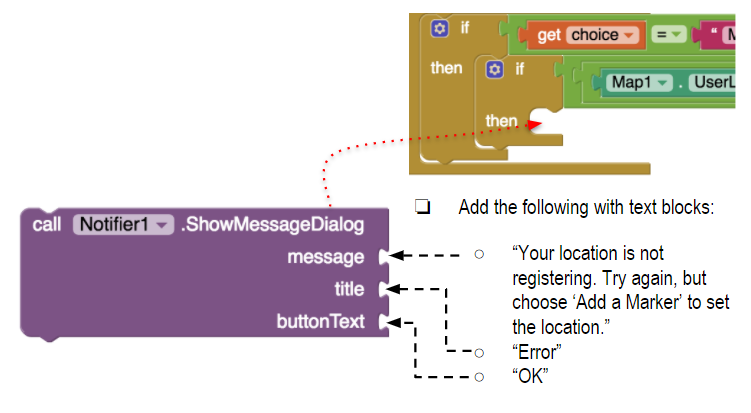 if
get choice = “ M
then
if
Map1 . UserL
then
call Notifier1 .ShowMessageDialog
message
title
buttonText
Add the following with text blocks:
“Your location is not
registering. Try again, but
choose ‘Add a Marker’ to set
the location.”
“Error”
“OK”